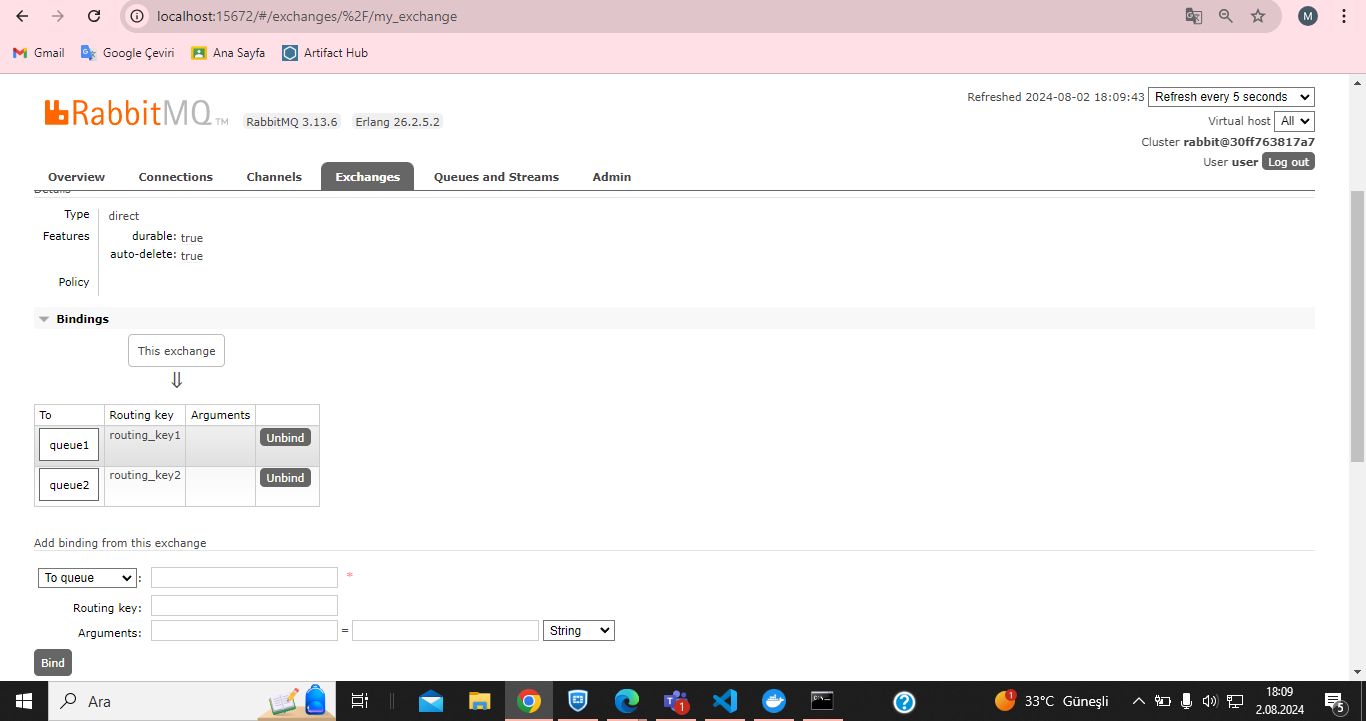 localhost:15672/#/exchanges/%2F/my_exchange
M
Gmail
Google Çeviri
Ana Sayfa
Artifact Hub
RabbitMQ TM
RabbitMQ 3.13.6
Erlang 26.2.5.2
Refreshed 2024-08-02 18:09:43
Refresh every 5 seconds
Virtual host
All
Cluster rabbit@30ff763817a7
User user
Log out
Overview
Connections
Channels
Exchanges
Queues and Streams
Admin
Details
Type
direct
Features
durable: true
auto-delete: true
Policy
Bindings
This exchange
⇓
To
Routing key
Arguments
queue1
routing_key1
Unbind
queue2
routing_key2
Unbind
Add binding from this exchange
To queue
:
*
Routing key:
Arguments:
=
String
Bind
Ara
1
?
1
33°C Güneşli
18:09
2.08.2024
5